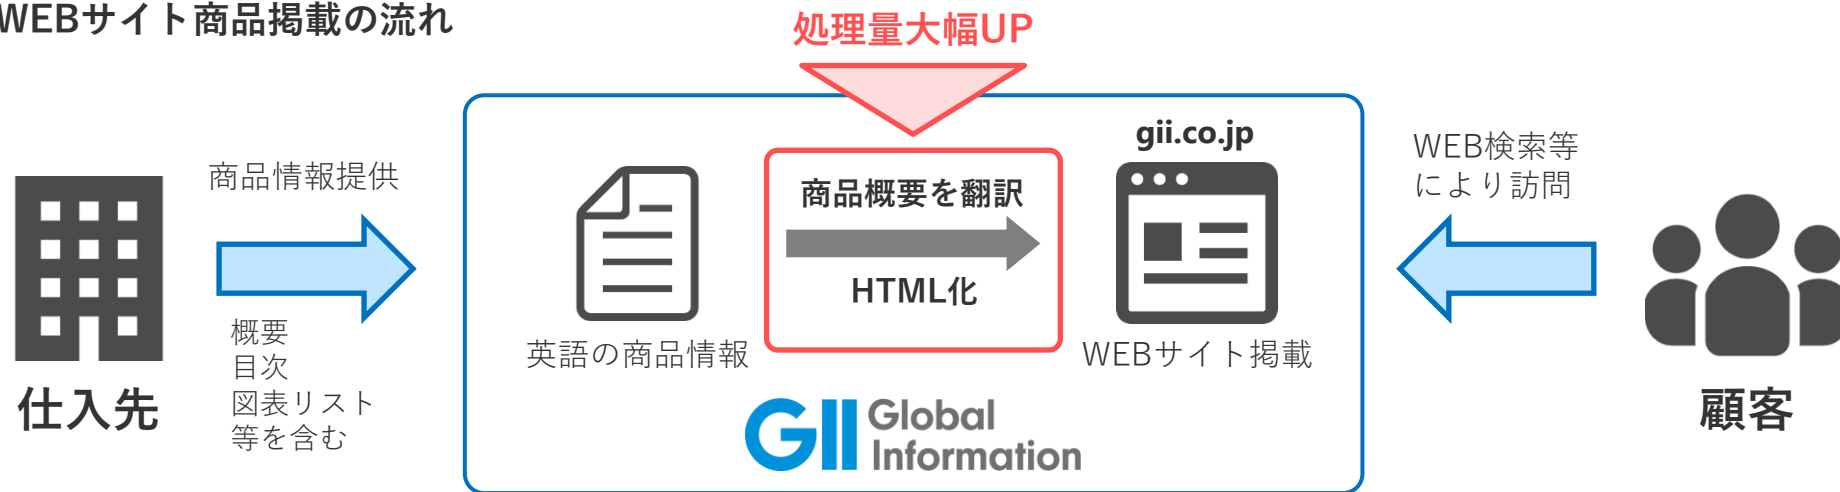 WEBサイト商品掲載の流れ
処理量大幅UP
商品情報提供
概要
目次
図表リスト
等を含む
仕入先
英語の商品情報
商品概要を翻訳
HTML化
gii.co.jp
WEBサイト掲載
GII Global
Information
WEB検索等
により訪問
顧客